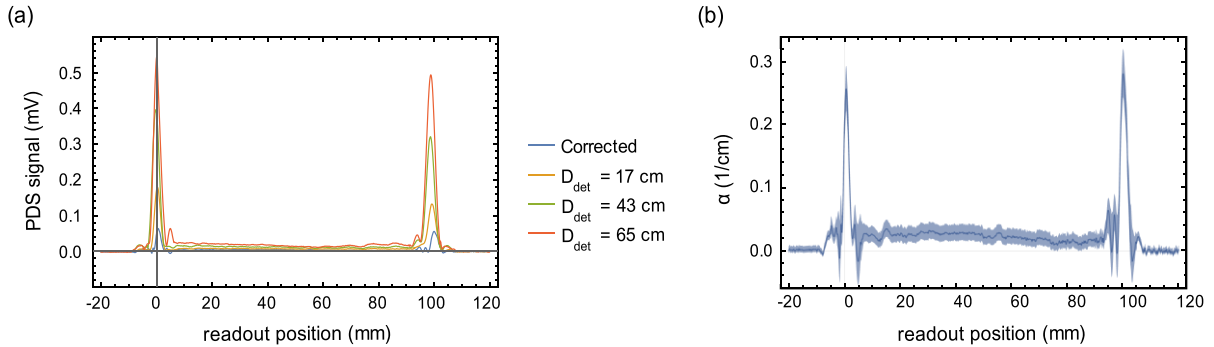 (a)
PDS signal (mV)
0.5
0.4
0.3
0.2
0.1
0.0
-20 0 20 40 60 80 100 120
readout position (mm)
Corrected
D_det = 17 cm
D_det = 43 cm
D_det = 65 cm
(b)
α (1/cm)
0.3
0.2
0.1
0.0
-20 0 20 40 60 80 100 120
readout position (mm)